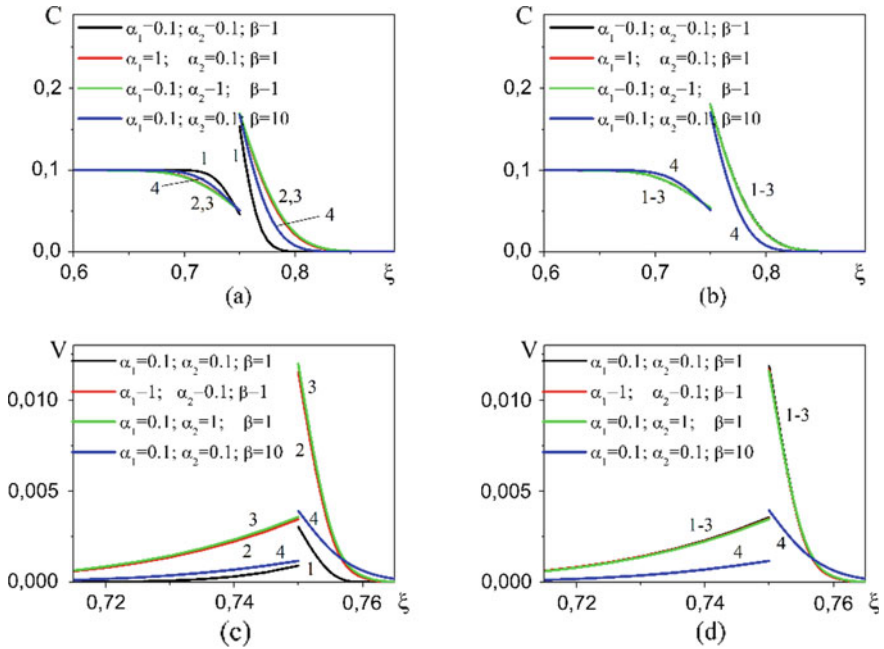 C
α₁=0.1; α₂=0.1; β=1
α₁=1; α₂=0.1; β=1
α₁=0.1; α₂=1; β=1
α₁=0.1; α₂=0.1; β=10
0,2
0,1
0,0
1
1
4
2,3
2,3
4
0,6 0,7 0,8 ξ
(a)
C
α₁=0.1; α₂=0.1; β=1
α₁=1; α₂=0.1; β=1
α₁=0.1; α₂=1; β=1
α₁=0.1; α₂=0.1; β=10
0,2
0,1
0,0
4
1-3
1-3
4
0,6 0,7 0,8 ξ
(b)
V
α₁=0.1; α₂=0.1; β=1
α₁=1; α₂=0.1; β=1
α₁=0.1; α₂=1; β=1
α₁=0.1; α₂=0.1; β=10
0,010
0,005
0,000
3
2
3
4
2
4
1
0,72 0,74 0,76 ξ
(c)
V
α₁=0.1; α₂=0.1; β=1
α₁=1; α₂=0.1; β=1
α₁=0.1; α₂=1; β=1
α₁=0.1; α₂=0.1; β=10
0,010
0,005
0,000
1-3
1-3
4
4
0,72 0,74 0,76 ξ
(d)